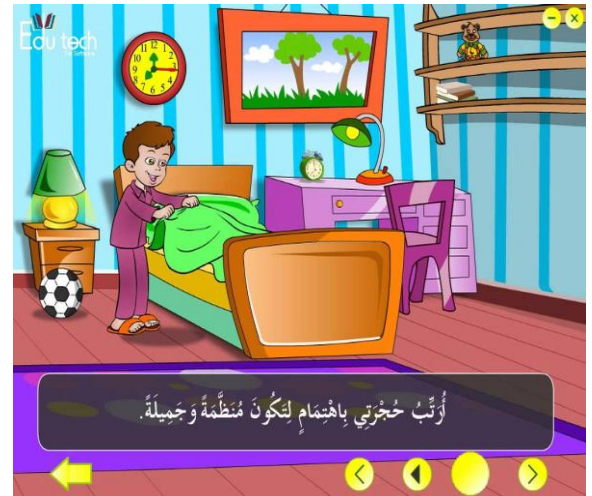 Edu tech
أُرَتِّبُ حُجْرَتِي بِاهْتِمَامٍ لِتَكُونَ مُنَظَّمَةً وَجَمِيلَةً.